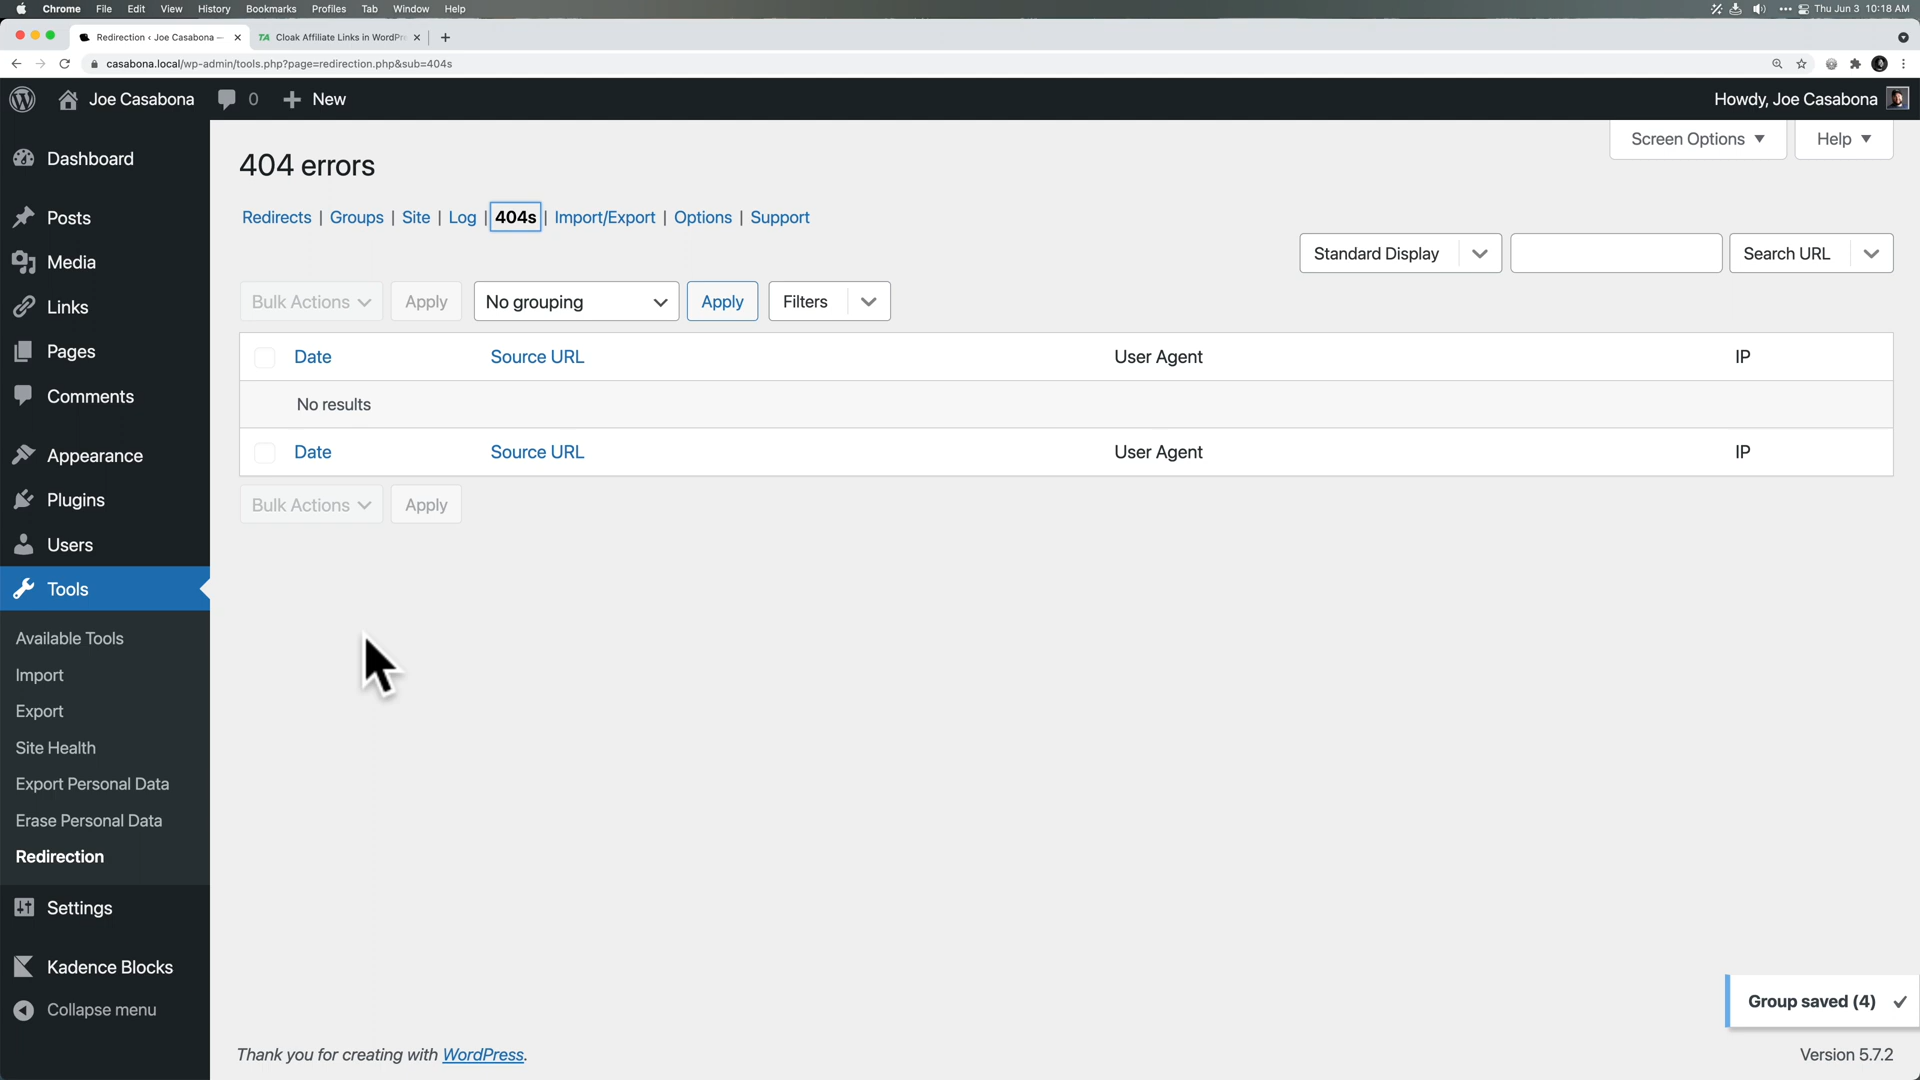 Chrome File Edit View History Bookmarks Profiles Tab Window Help Thu Jun 3 10:18 AM
Redirection ‹ Joe Casabona — TA Cloak Affiliate Links in WordPr
casabona.local/wp-admin/tools.php?page=redirection.php&sub=404s
Joe Casabona 0 New Howdy, Joe Casabona
Screen Options Help
404 errors
Redirects | Groups | Site | Log | 404s | Import/Export | Options | Support
Standard Display Search URL
Bulk Actions Apply No grouping Apply Filters
Date Source URL User Agent IP
No results
Date Source URL User Agent IP
Bulk Actions Apply
Dashboard
Posts
Media
Links
Pages
Comments
Appearance
Plugins
Users
Tools
Available Tools
Import
Export
Site Health
Export Personal Data
Erase Personal Data
Redirection
Settings
Kadence Blocks
Collapse menu
Group saved (4)
Thank you for creating with WordPress. Version 5.7.2